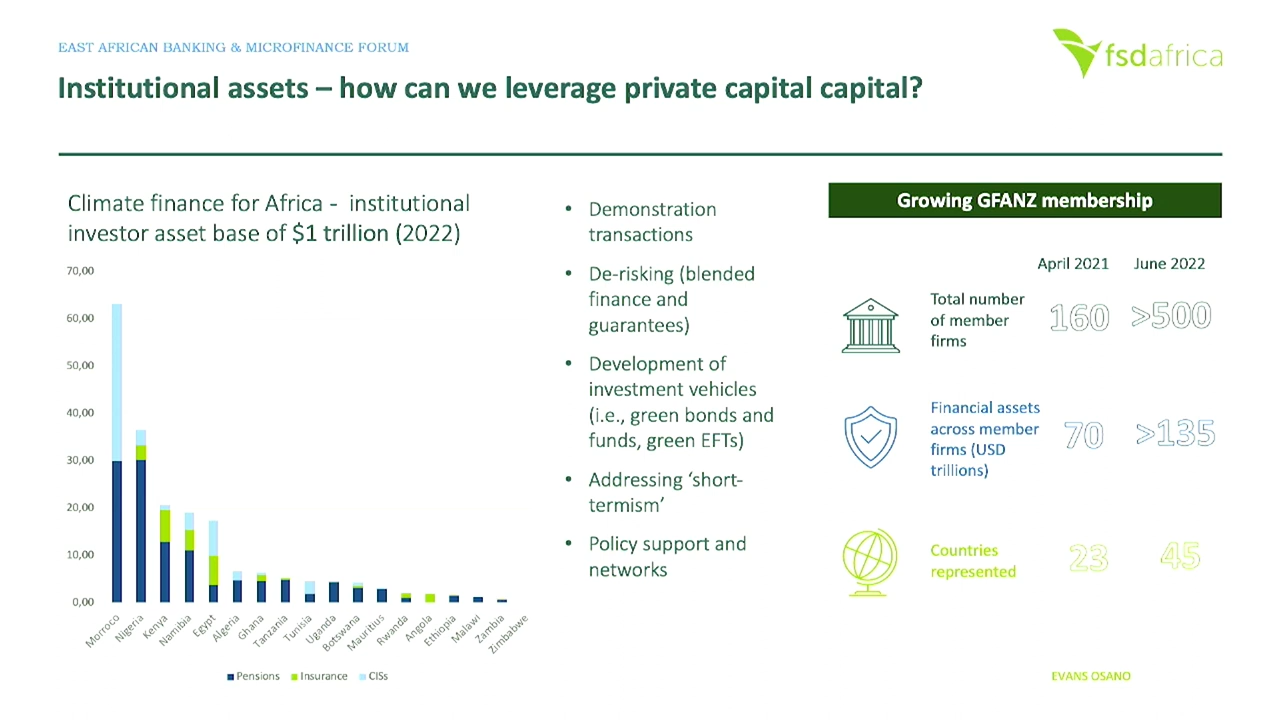 EAST AFRICAN BANKING & MICROFINANCE FORUM
fsdafrica
Institutional assets – how can we leverage private capital capital?
Climate finance for Africa - institutional
investor asset base of $1 trillion (2022)
70,00
60,00
50,00
40,00
30,00
20,00
10,00
0,00
Morroco
Nigeria
Kenya
Namibia
Egypt
Algeria
Ghana
Tanzania
Tunisia
Uganda
Botswana
Mauritius
Rwanda
Angola
Ethiopia
Malawi
Zambia
Zimbabwe
Pensions
Insurance
CISs
• Demonstration
transactions
• De-risking (blended
finance and
guarantees)
• Development of
investment vehicles
(i.e., green bonds and
funds, green EFTs)
• Addressing ‘short-
termism’
• Policy support and
networks
Growing GFANZ membership
April 2021 June 2022
Total number
of member
firms
160 >500
Financial assets
across member
firms (USD
trillions)
70 >135
Countries
represented
23 45
EVANS OSANO